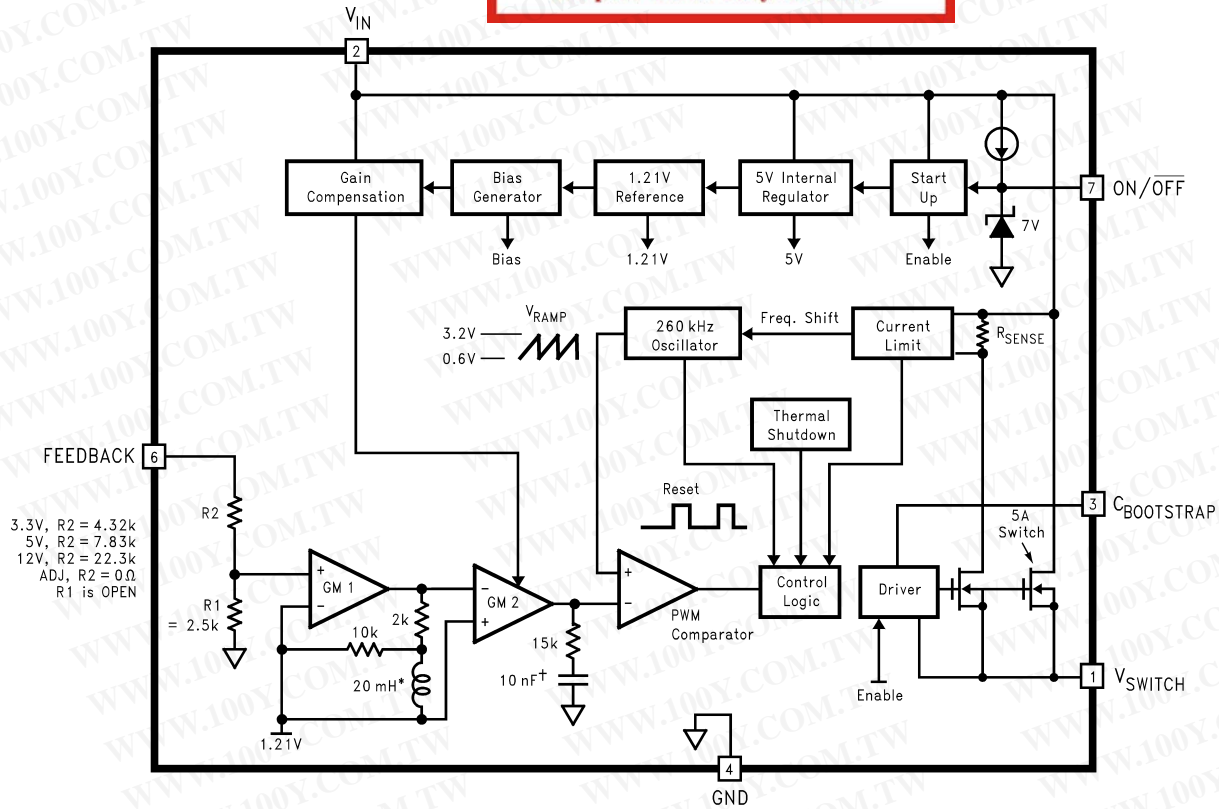 V_IN
2
Gain
Compensation
Bias
Generator
1.21V
Reference
5V Internal
Regulator
Start
Up
7
ON/O̅F̅F̅
7V
Bias
1.21V
5V
Enable
V_RAMP
3.2V
0.6V
260 kHz
Oscillator
Freq. Shift
Current
Limit
R_SENSE
Thermal
Shutdown
FEEDBACK
6
Reset
3
C_BOOTSTRAP
5A
Switch
R2
3.3V, R2 = 4.32k
5V, R2 = 7.83k
12V, R2 = 22.3k
ADJ, R2 = 0Ω
R1 is OPEN
R1
= 2.5k
+
GM 1
−
2k
10k
20 mH*
1.21V
−
GM 2
+
15k
10 nF†
+
−
PWM
Comparator
Control
Logic
Driver
Enable
1
V_SWITCH
4
GND
WWW.100Y.COM.TW